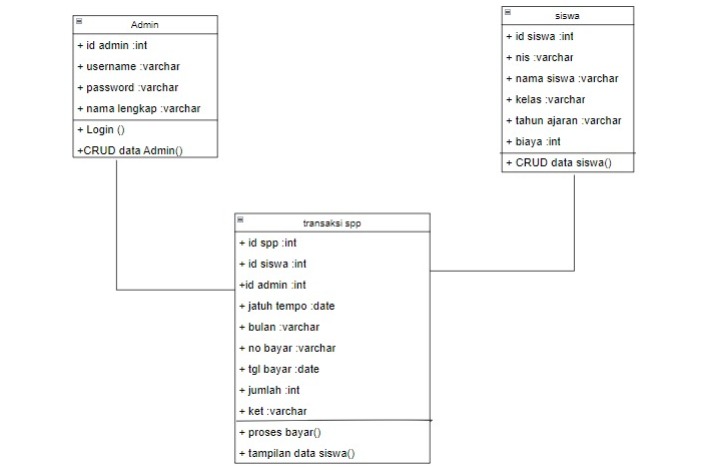 Admin
+ id admin :int
+ username :varchar
+ password :varchar
+ nama lengkap :varchar
+ Login ()
+CRUD data Admin()
siswa
+ id siswa :int
+ nis :varchar
+ nama siswa :varchar
+ kelas :varchar
+ tahun ajaran :varchar
+ biaya :int
+ CRUD data siswa()
transaksi spp
+ id spp :int
+ id siswa :int
+id admin :int
+ jatuh tempo :date
+ bulan :varchar
+ no bayar :varchar
+ tgl bayar :date
+ jumlah :int
+ ket :varchar
+ proses bayar()
+ tampilan data siswa()